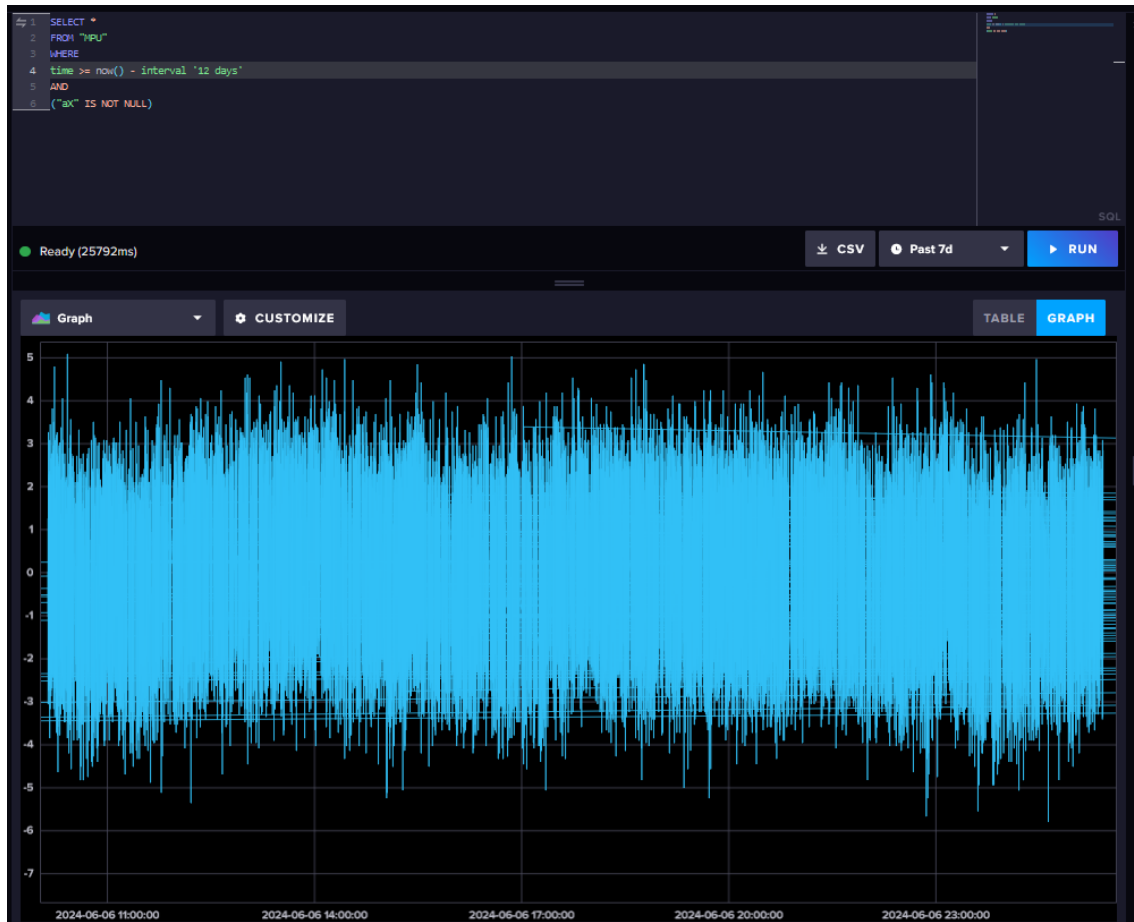 1 SELECT *
2 FROM "MPU"
3 WHERE
4 time >= now() - interval '12 days'
5 AND
6 ("aX" IS NOT NULL)
SQL
Ready (25792ms)
CSV
Past 7d
RUN
Graph
CUSTOMIZE
TABLE
GRAPH
5
4
3
2
1
0
-1
-2
-3
-4
-5
-6
-7
2024-06-06 11:00:00
2024-06-06 14:00:00
2024-06-06 17:00:00
2024-06-06 20:00:00
2024-06-06 23:00:00